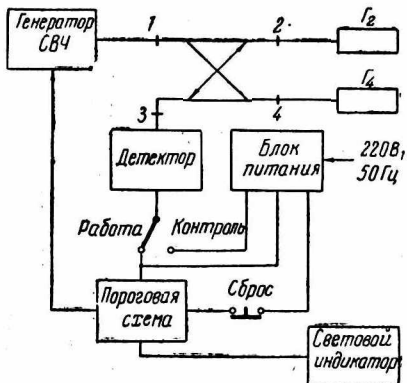 Генератор
СВЧ
1
2
Г2
3
4
Г4
Детектор
Блок
питания
220В,
50Гц
Работа
Контроль
Пороговая
схема
Сброс
Световой
индикатор